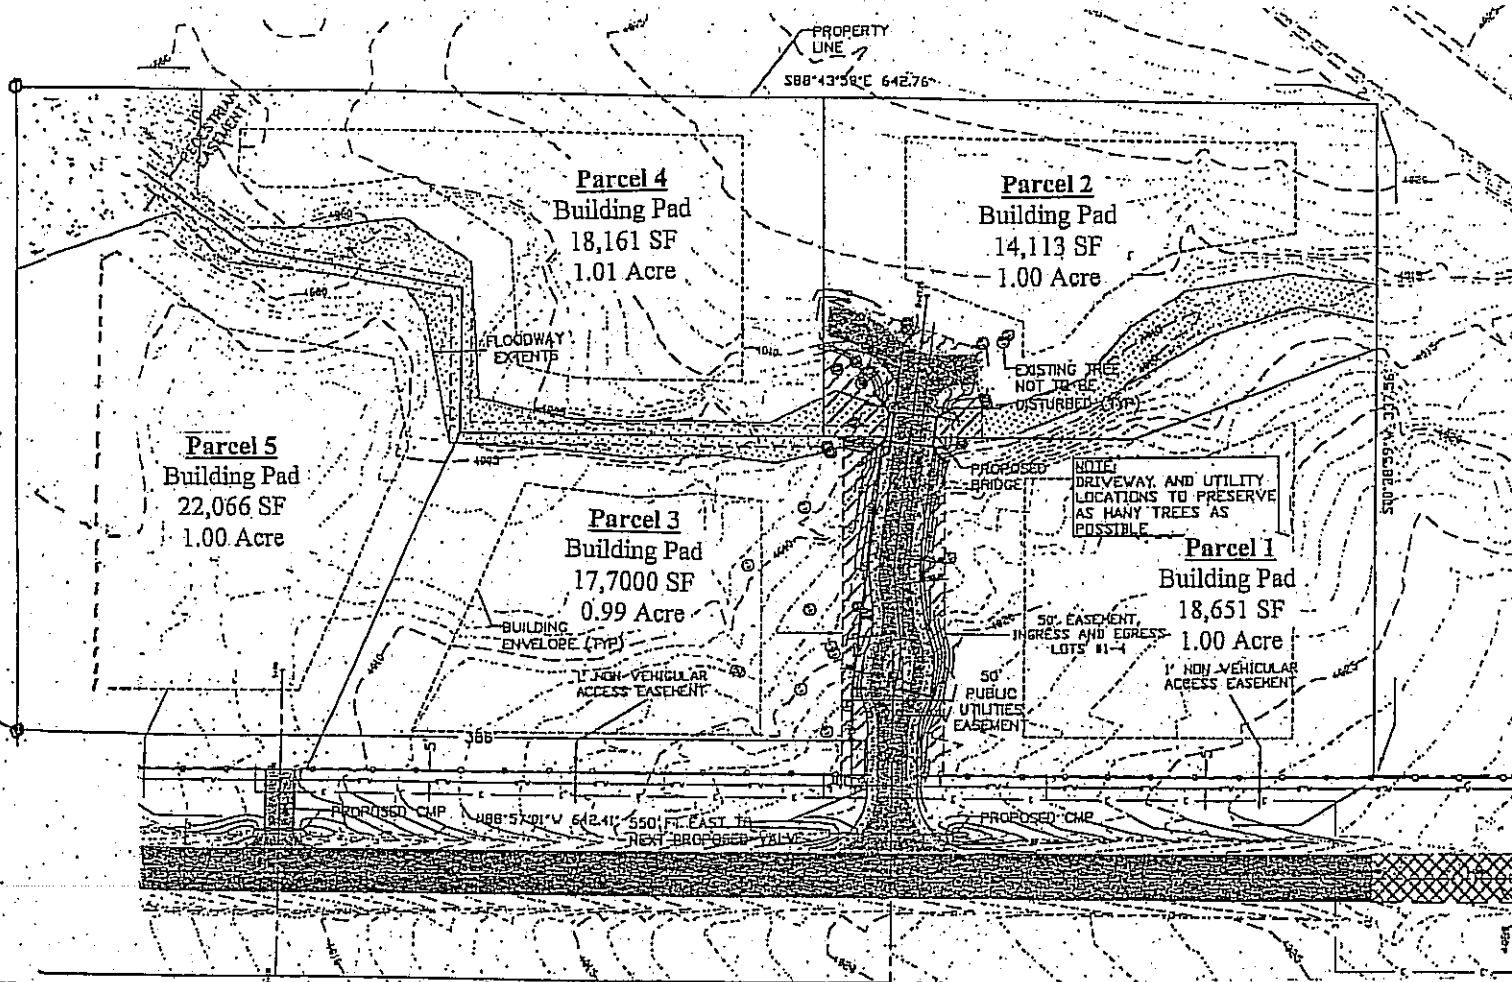 PROPERTY
LINE
S88°43'58"E 642.76'
10'
PEDESTRIAN
EASEMENT
Parcel 4
Building Pad
18,161 SF
1.01 Acre
Parcel 2
Building Pad
14,113 SF
1.00 Acre
FLOODWAY
EXTENTS
EXISTING TREE
NOT TO BE
DISTURBED (TYP)
Parcel 5
Building Pad
22,066 SF
1.00 Acre
Parcel 3
Building Pad
17,7000 SF
0.99 Acre
BUILDING
ENVELOPE (TYP)
1' NON-VEHICULAR
ACCESS EASEMENT
PROPOSED
BRIDGE
NOTE:
DRIVEWAY AND UTILITY
LOCATIONS TO PRESERVE
AS MANY TREES AS
POSSIBLE
Parcel 1
Building Pad
18,651 SF
1.00 Acre
50' EASEMENT,
INGRESS AND EGRESS
LOTS #1-4
50'
PUBLIC
UTILITIES
EASEMENT
1' NON-VEHICULAR
ACCESS EASEMENT
386
PROPOSED CMP
N88°57'01"W 642.41'
550 FT. EAST TO
NEXT PROPOSED VALVE
PROPOSED CMP